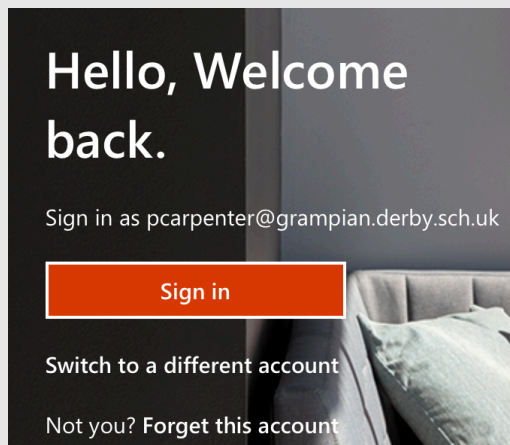 Hello, Welcome
back.
Sign in as pcarpenter@grampian.derby.sch.uk
Sign in
Switch to a different account
Not you? Forget this account